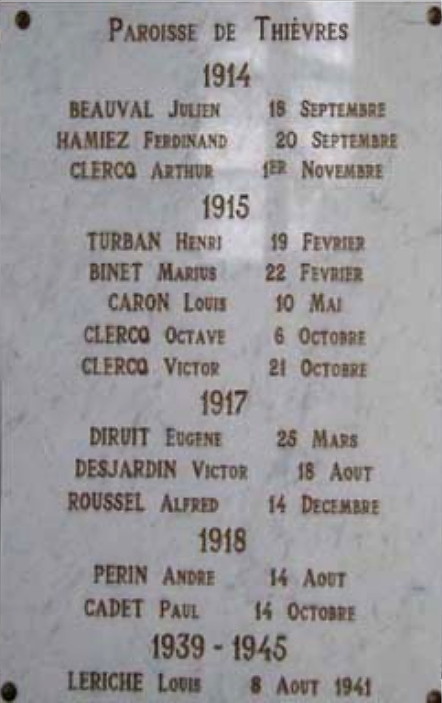 PAROISSE DE THIÈVRES
1914
BEAUVAL JULIEN 18 SEPTEMBRE
HAMIEZ FERDINAND 20 SEPTEMBRE
CLERCQ ARTHUR 1ER NOVEMBRE
1915
TURBAN HENRI 19 FEVRIER
BINET MARIUS 22 FEVRIER
CARON LOUIS 10 MAI
CLERCQ OCTAVE 6 OCTOBRE
CLERCQ VICTOR 21 OCTOBRE
1917
DIRUIT EUGENE 25 MARS
DESJARDIN VICTOR 18 AOUT
ROUSSEL ALFRED 14 DECEMBRE
1918
PERIN ANDRE 14 AOUT
CADET PAUL 14 OCTOBRE
1939 - 1945
LERICHE LOUIS 8 AOUT 1941